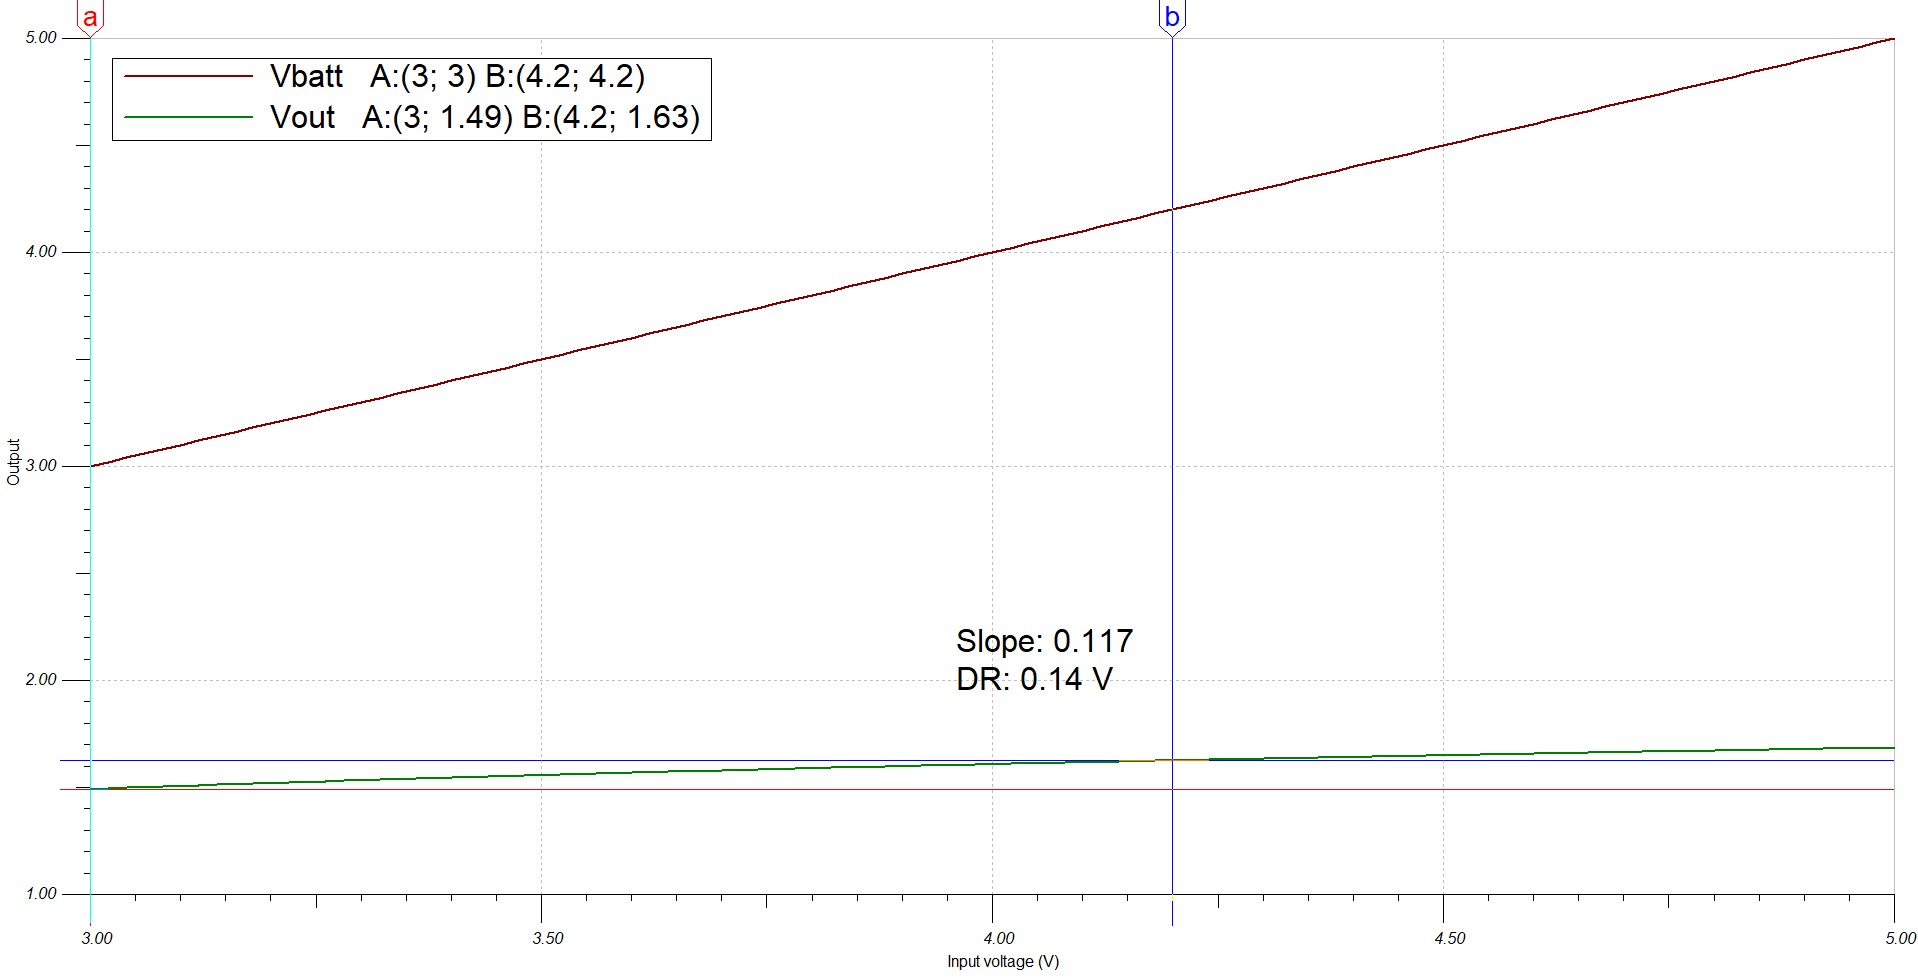 a
b
5.00
Vbatt A:(3; 3) B:(4.2; 4.2)
Vout A:(3; 1.49) B:(4.2; 1.63)
4.00
Output
3.00
Slope: 0.117
DR: 0.14 V
2.00
1.00
3.00
3.50
4.00
4.50
5.00
Input voltage (V)